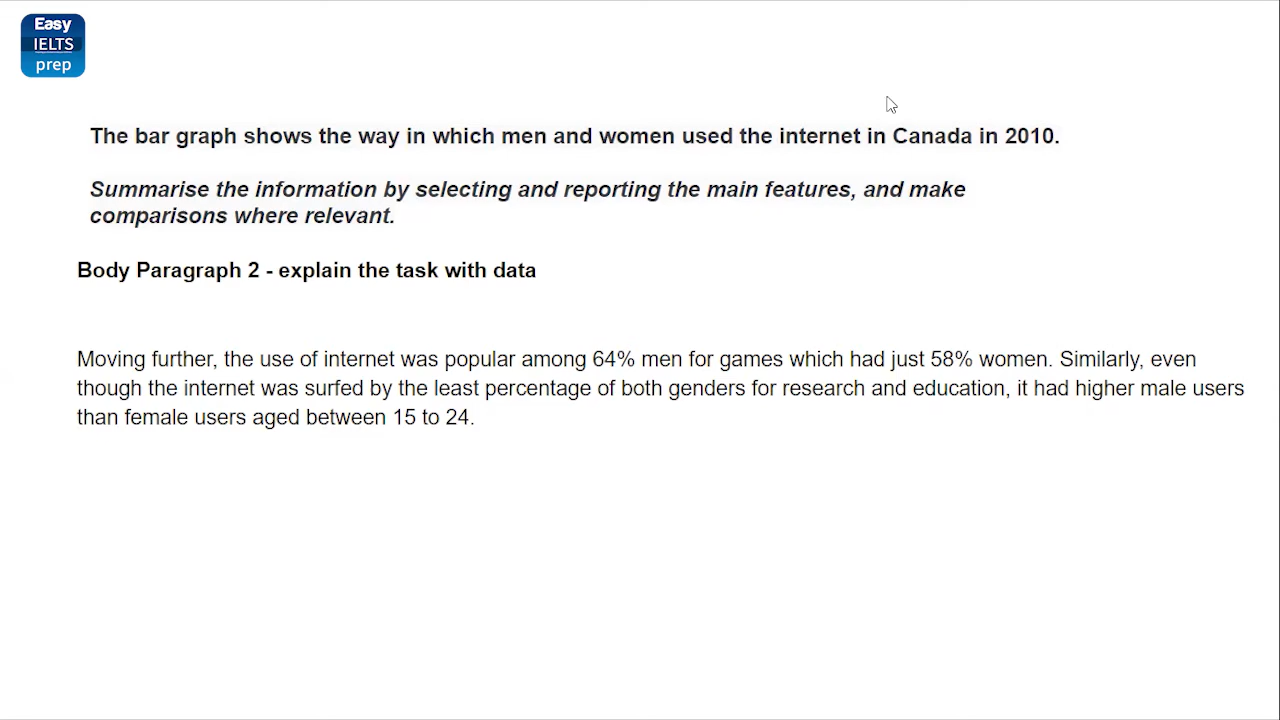 Easy
IELTS
prep
The bar graph shows the way in which men and women used the internet in Canada in 2010.
Summarise the information by selecting and reporting the main features, and make
comparisons where relevant.
Body Paragraph 2 - explain the task with data
Moving further, the use of internet was popular among 64% men for games which had just 58% women. Similarly, even
though the internet was surfed by the least percentage of both genders for research and education, it had higher male users
than female users aged between 15 to 24.